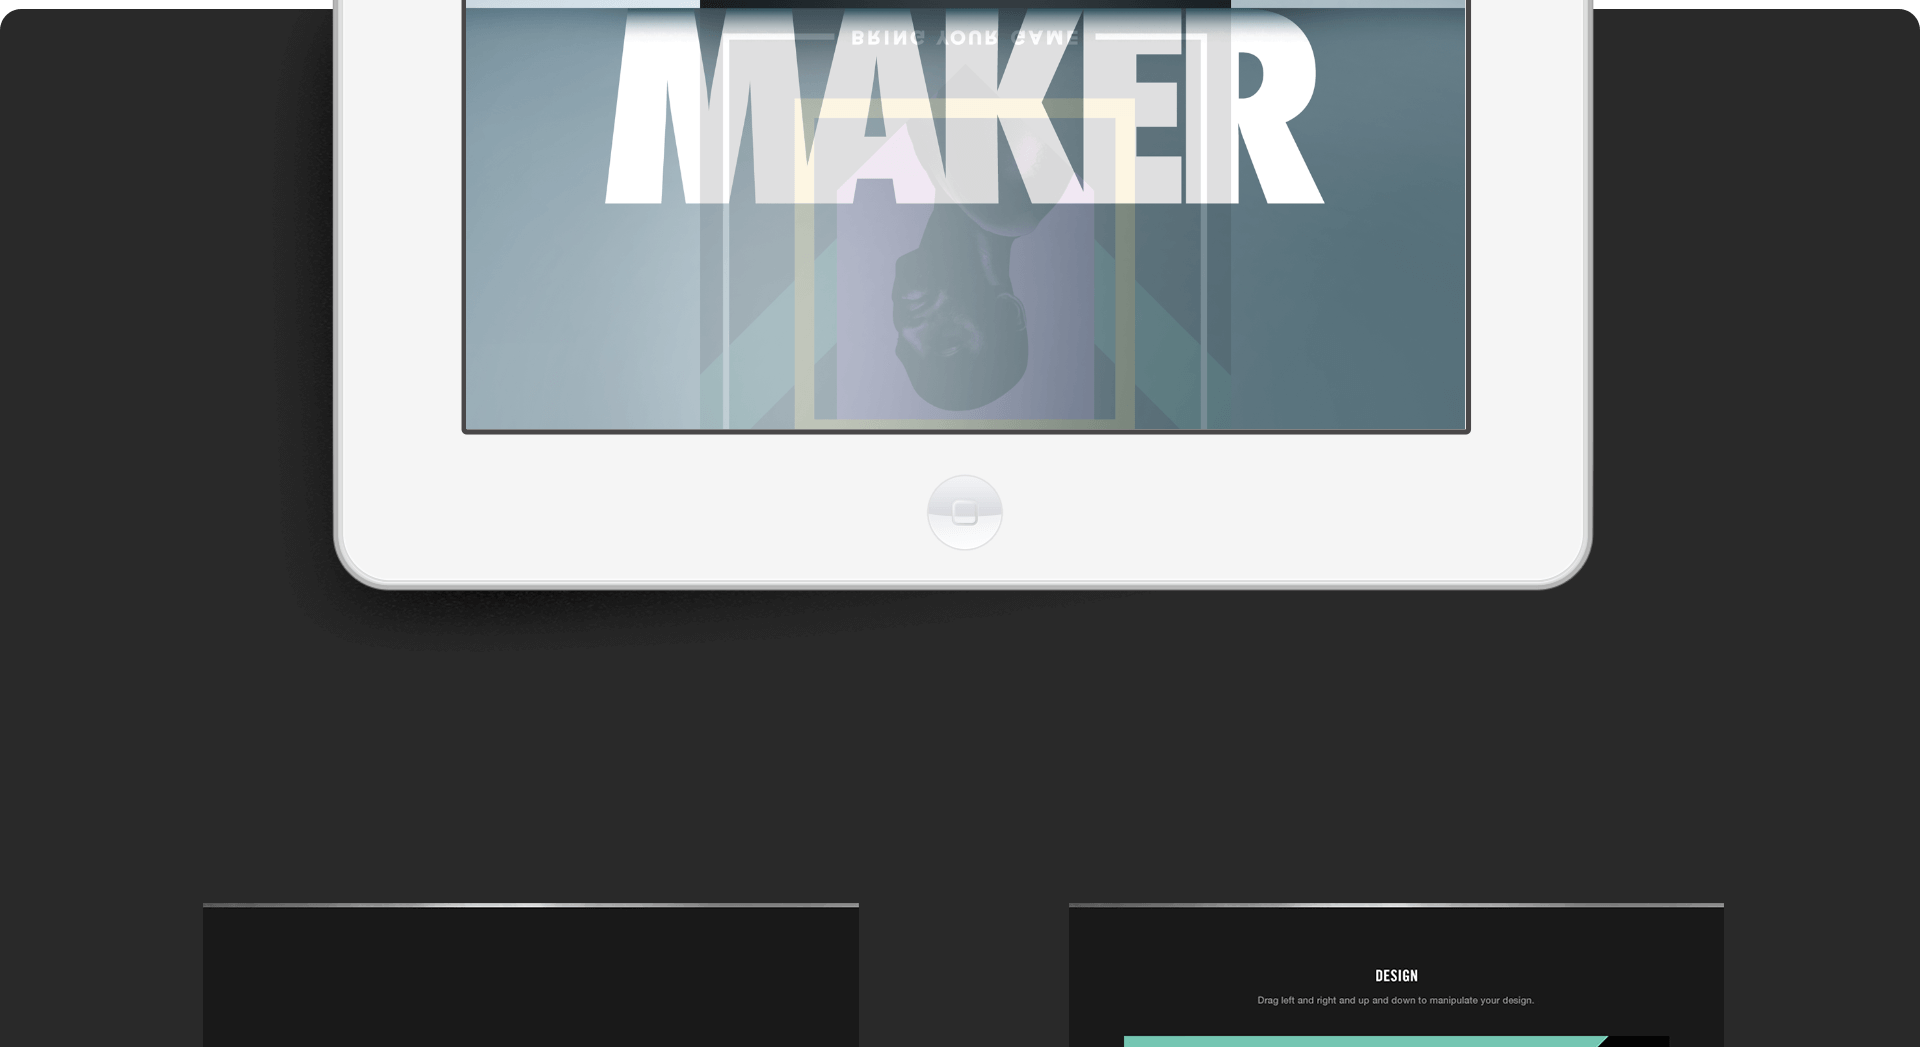 BRING YOUR GAME
MAKER
DESIGN
Drag left and right and up and down to manipulate your design.